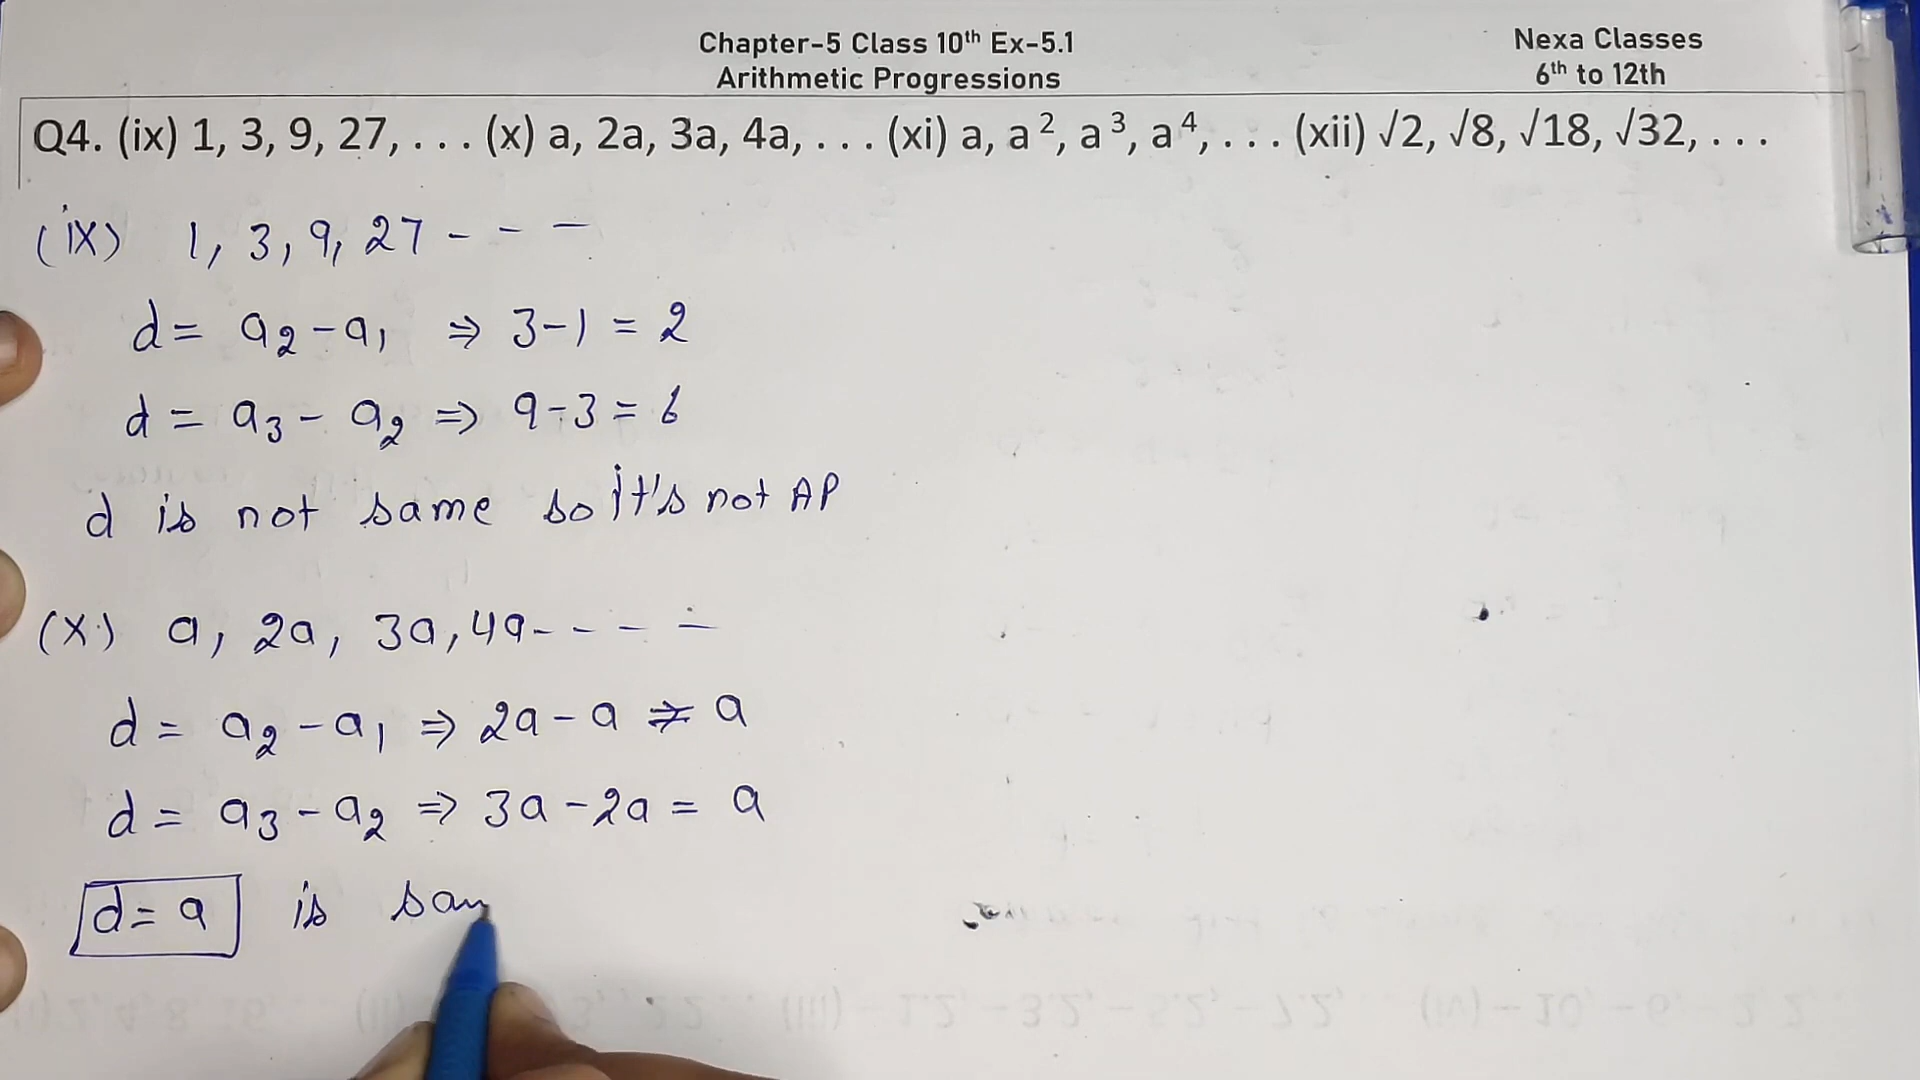 Chapter-5 Class 10th Ex-5.1
Arithmetic Progressions
Nexa Classes
6th to 12th
Q4. (ix) 1, 3, 9, 27, . . . (x) a, 2a, 3a, 4a, . . . (xi) a, a², a³, a⁴, . . . (xii) √2, √8, √18, √32, . . .
(ix) 1, 3, 9, 27 - - -
d = a₂ - a₁ ⇒ 3-1 = 2
d = a₃ - a₂ ⇒ 9-3 = 6
d is not same so it's not AP
(x) a, 2a, 3a, 4a - - - -
d = a₂ - a₁ ⇒ 2a - a = a
d = a₃ - a₂ ⇒ 3a - 2a = a
d = a is sam